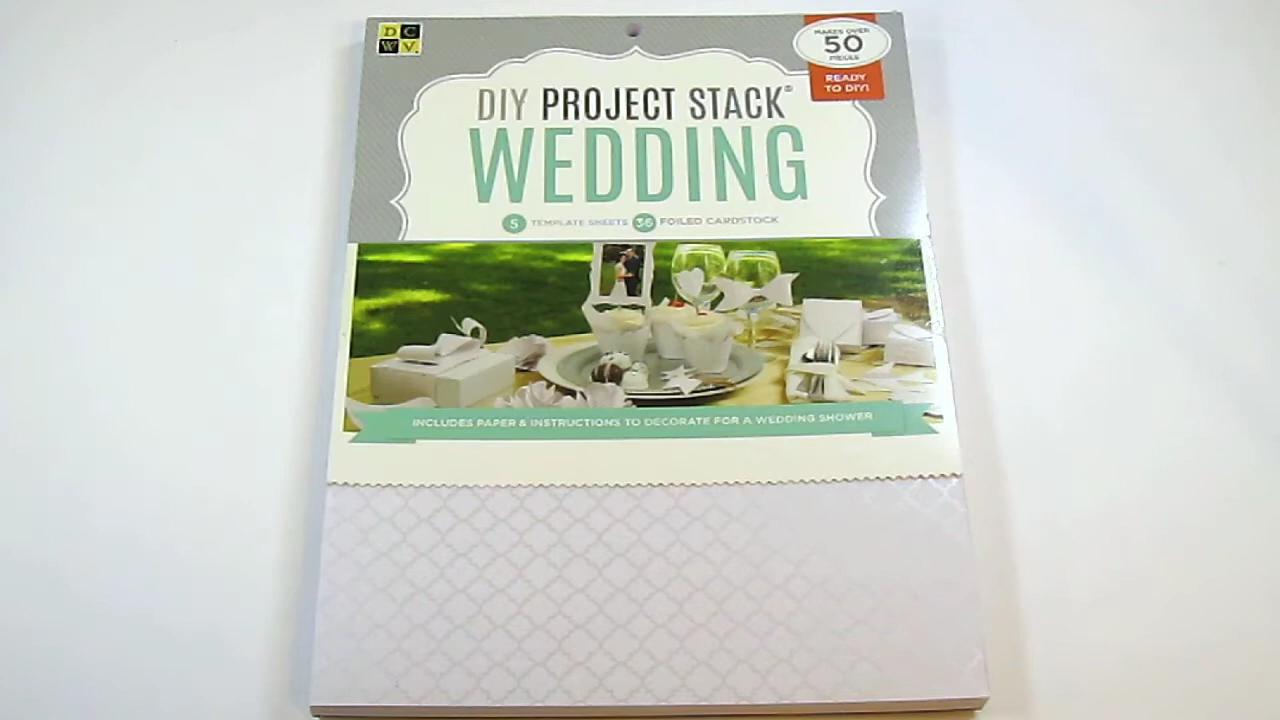 D C
W V.
MAKES OVER
50
PIECES
READY
TO DIY!
DIY PROJECT STACK®
WEDDING
5 TEMPLATE SHEETS 36 FOILED CARDSTOCK
INCLUDES PAPER & INSTRUCTIONS TO DECORATE FOR A WEDDING SHOWER